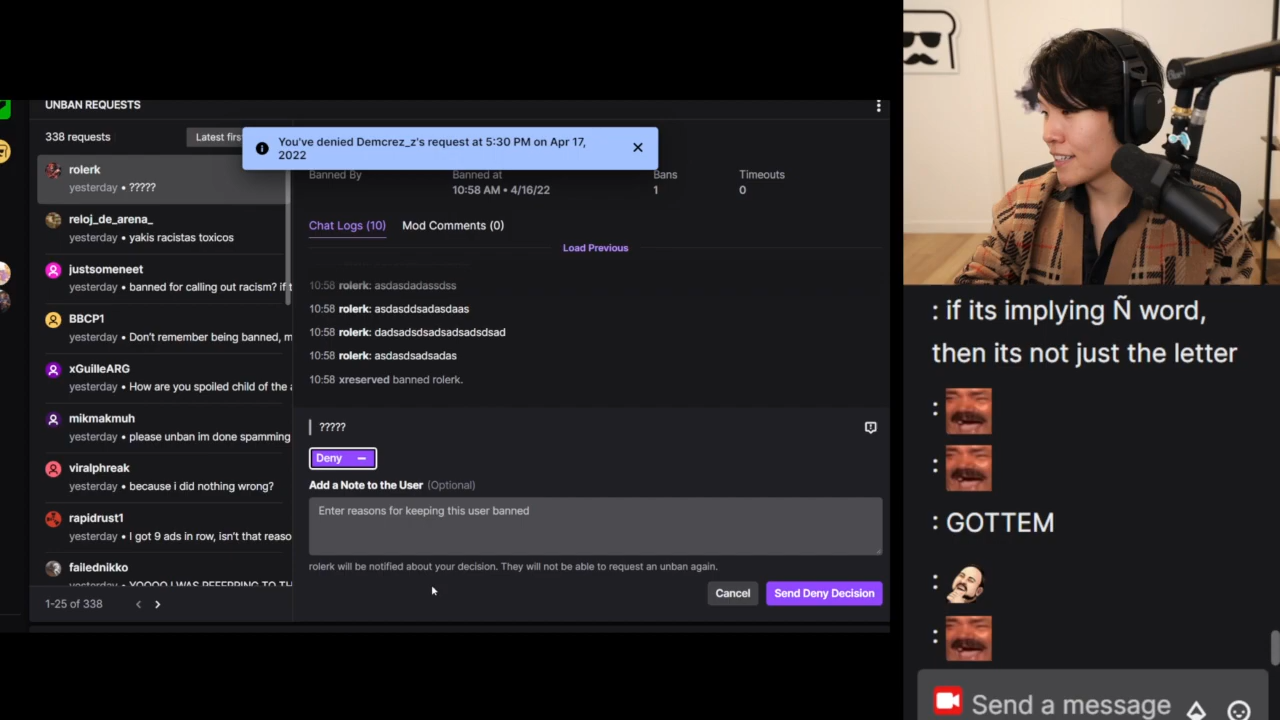 UNBAN REQUESTS
338 requests
Latest firs
You've denied Demcrez_z's request at 5:30 PM on Apr 17,
2022
rolerk
yesterday • ?????
reloj_de_arena_
yesterday • yakis racistas toxicos
justsomeneet
yesterday • banned for calling out racism? if t
BBCP1
yesterday • Don't remember being banned, m
xGuilleARG
yesterday • How are you spoiled child of the a
mikmakmuh
yesterday • please unban im done spamming
viralphreak
yesterday • because i did nothing wrong?
rapidrust1
yesterday • I got 9 ads in row, isn't that reaso
failednikko
yesterday • YOOOO I WAS REFERRING TO TH
1-25 of 338
Banned By
Banned at
Bans
Timeouts
10:58 AM • 4/16/22
1
0
Chat Logs (10)
Mod Comments (0)
Load Previous
10:58 rolerk: asdasdadassdss
10:58 rolerk: asdasddsadasdaas
10:58 rolerk: dadsadsdsadsadsadsdsad
10:58 rolerk: asdasdsadsadas
10:58 xreserved banned rolerk.
?????
Deny
Add a Note to the User (Optional)
Enter reasons for keeping this user banned
rolerk will be notified about your decision. They will not be able to request an unban again.
Cancel
Send Deny Decision
: if its implying Ñ word,
then its not just the letter
:
:
: GOTTEM
:
:
Send a message